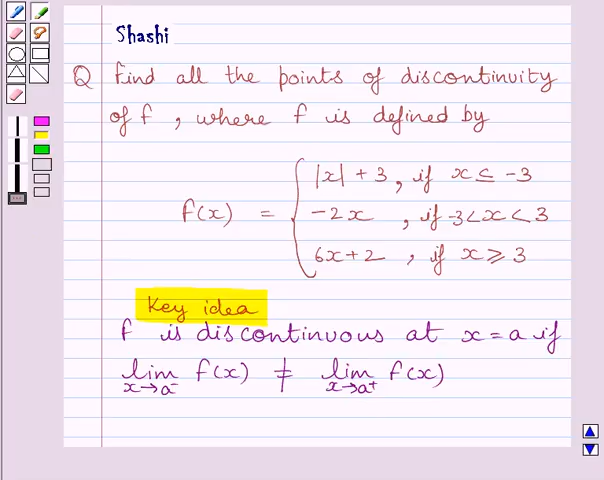 Shashi
Q Find all the points of discontinuity
of f , where f is defined by
|x| + 3 , if x ≤ -3
f(x) = { -2x , if -3 < x < 3
6x + 2 , if x ≥ 3
Key idea
f is discontinuous at x = a if
lim x→a⁻ f(x) ≠ lim x→a⁺ f(x)